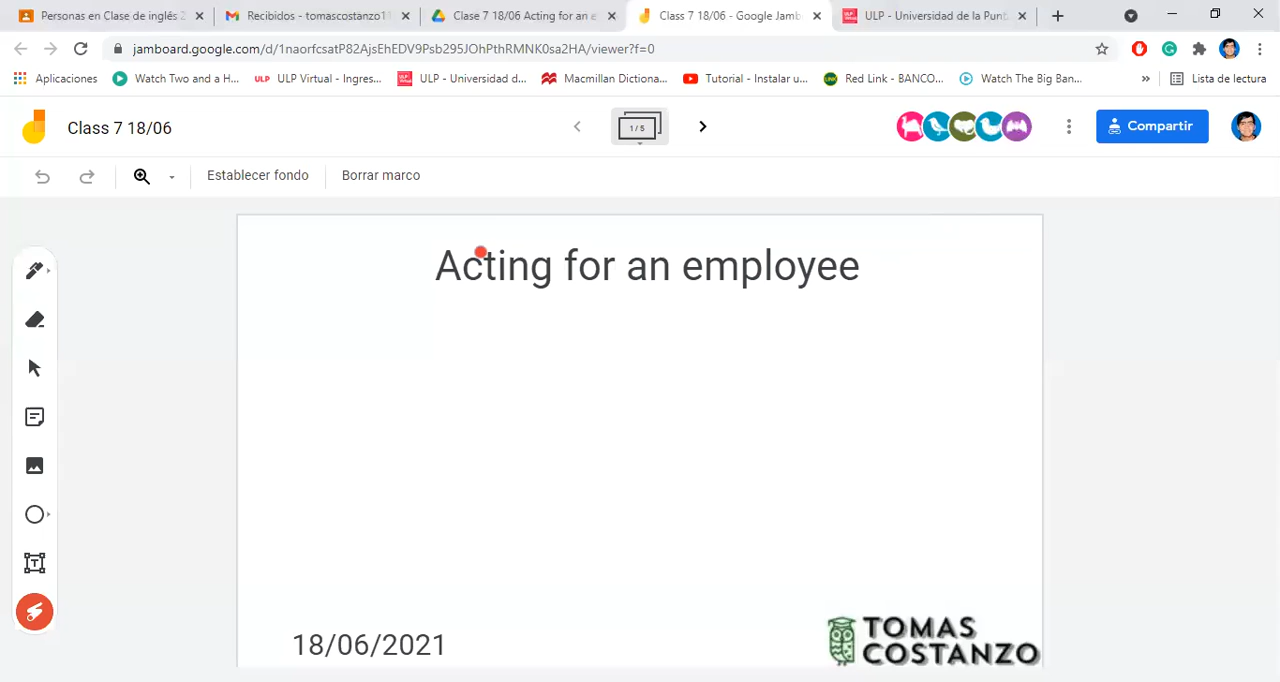 Personas en Clase de Inglés 2
Recibidos - tomascostanzo11
Clase 7 18/06 Acting for an e
Class 7 18/06 - Google Jamb
ULP - Universidad de la Punt
jamboard.google.com/d/1naorfcsatP82AjsEhEDV9Psb295JOhPthRMNK0sa2HA/viewer?f=0
Aplicaciones
Watch Two and a H...
ULP Virtual - Ingres...
ULP - Universidad d...
Macmillan Dictiona...
Tutorial - Instalar u...
Red Link - BANCO...
Watch The Big Ban...
»
Lista de lectura
Class 7 18/06
1/5
Compartir
Establecer fondo
Borrar marco
Acting for an employee
18/06/2021
TOMAS
COSTANZO